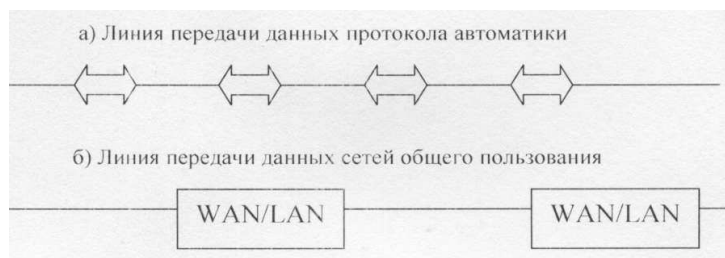 а) Линия передачи данных протокола автоматики
б) Линия передачи данных сетей общего пользования
WAN/LAN WAN/LAN